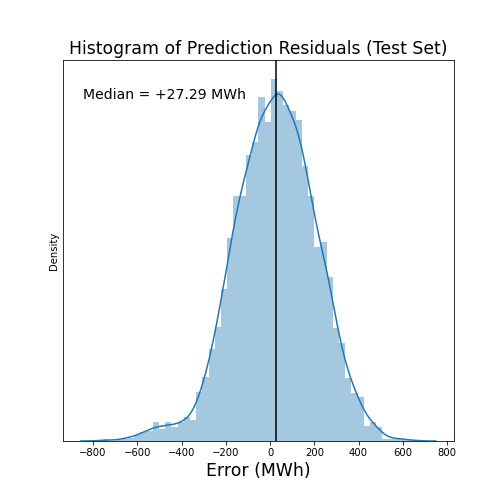 Histogram of Prediction Residuals (Test Set)
Median = +27.29 MWh
Density
−800 −600 −400 −200 0 200 400 600 800
Error (MWh)